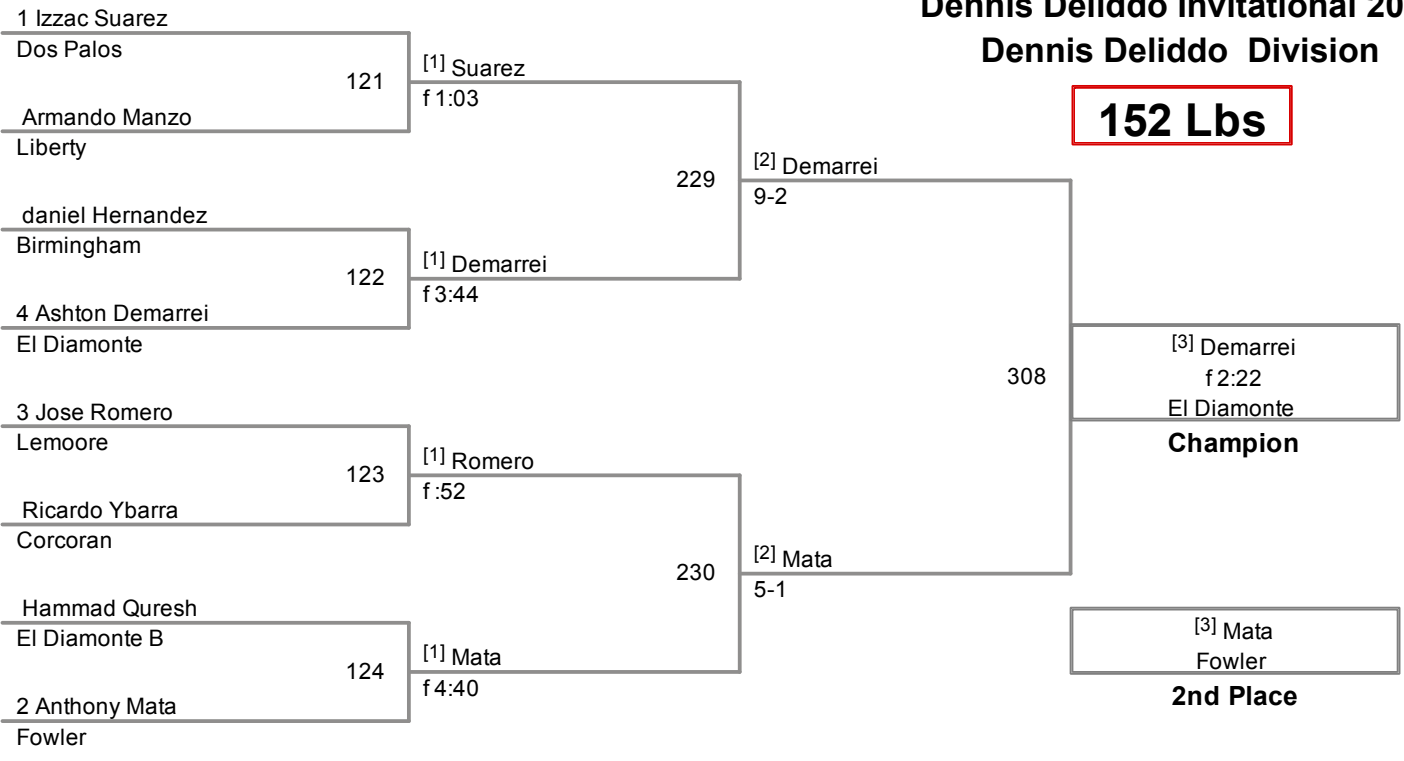 Dennis Deliddo Invitational 20
Dennis Deliddo Division
152 Lbs
1 Izzac Suarez
Dos Palos
121
Armando Manzo
Liberty
daniel Hernandez
Birmingham
122
4 Ashton Demarrei
El Diamonte
3 Jose Romero
Lemoore
123
Ricardo Ybarra
Corcoran
Hammad Quresh
El Diamonte B
124
2 Anthony Mata
Fowler
[1] Suarez
f 1:03
229
[1] Demarrei
f 3:44
[1] Romero
f :52
230
[1] Mata
f 4:40
[2] Demarrei
9-2
308
[2] Mata
5-1
[3] Demarrei
f 2:22
El Diamonte
Champion
[3] Mata
Fowler
2nd Place